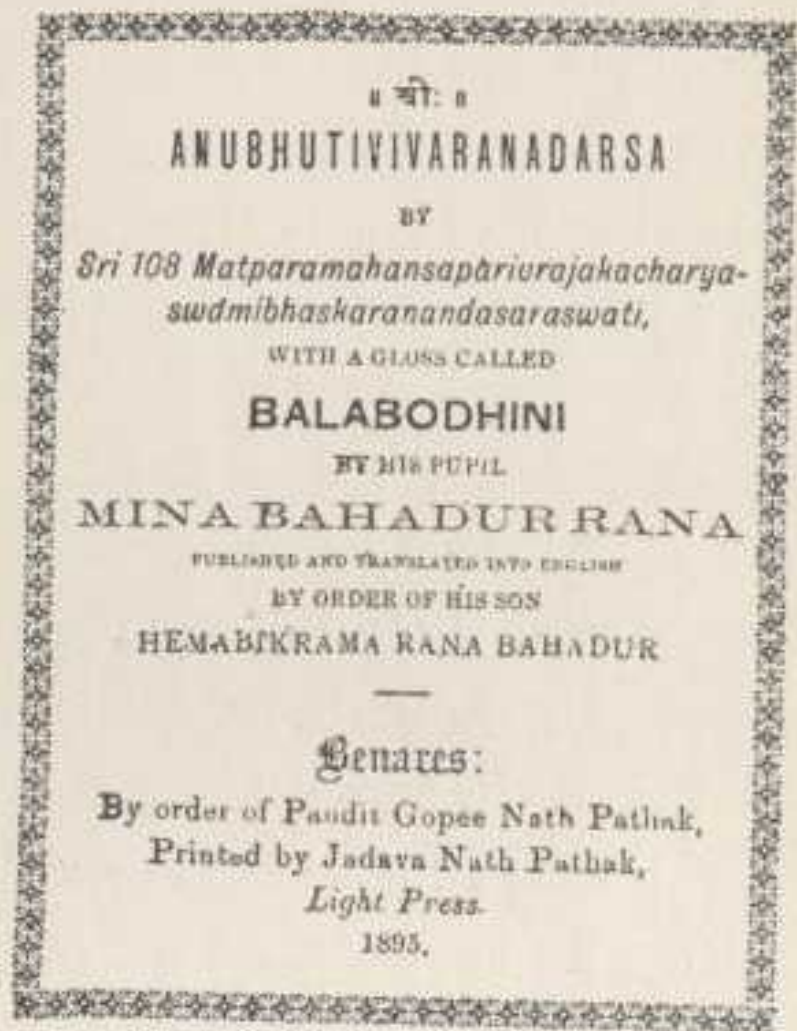 ॥ श्रीः ॥
ANUBHUTIVIVARANADARSA
BY
Sri 108 Matparamahansaparivrajakacharya-
swdmibhaskaranandasaraswati,
WITH A GLOSS CALLED
BALABODHINI
BY HIS PUPIL
MINA BAHADUR RANA
PUBLISHED AND TRANSLATED INTO ENGLISH
BY ORDER OF HIS SON
HEMABIKRAMA RANA BAHADUR
Benares:
By order of Pandit Gopee Nath Pathak,
Printed by Jadava Nath Pathak,
Light Press.
1895.